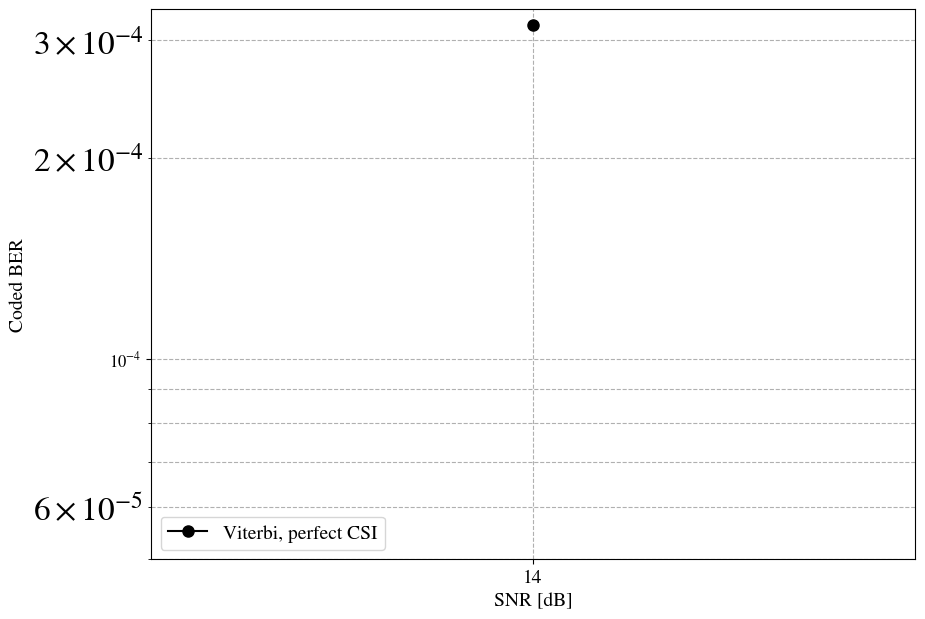 3×10⁻⁴
2×10⁻⁴
Coded BER
10⁻⁴
6×10⁻⁵
Viterbi, perfect CSI
14
SNR [dB]